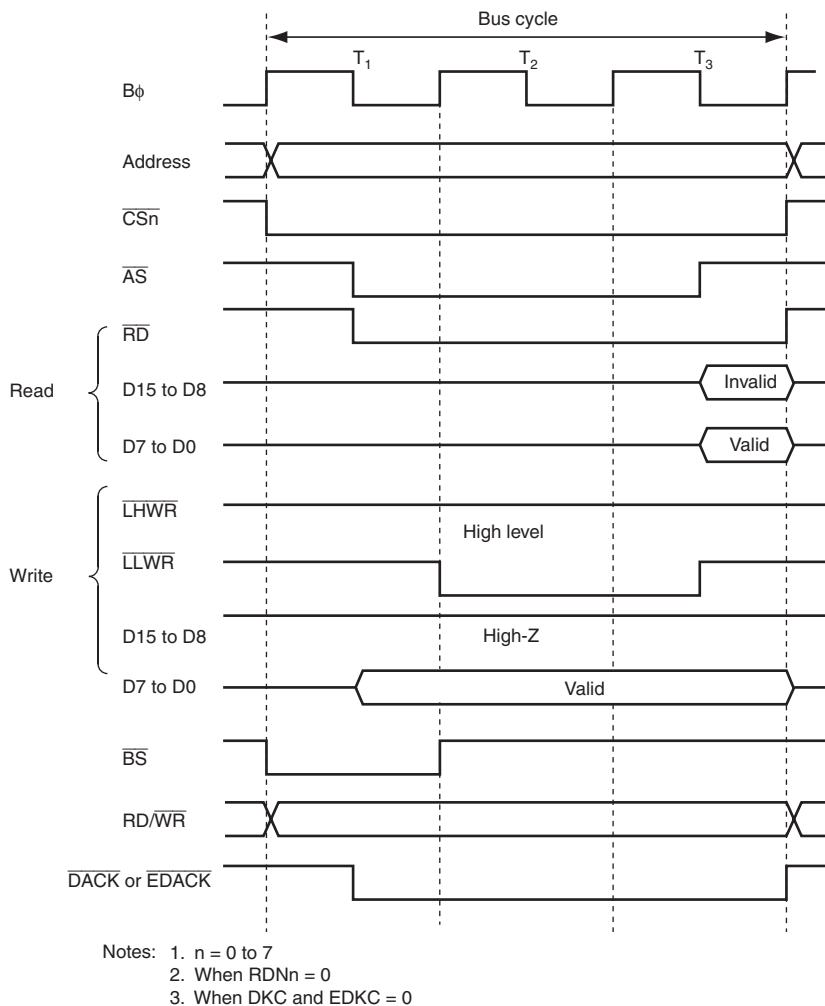 Bus cycle
T1 T2 T3
Bϕ
Address
CSn
AS
RD
Read
D15 to D8 Invalid
D7 to D0 Valid
LHWR
High level
LLWR
Write
D15 to D8 High-Z
D7 to D0 Valid
BS
RD/WR
DACK or EDACK
Notes: 1. n = 0 to 7
2. When RDNn = 0
3. When DKC and EDKC = 0